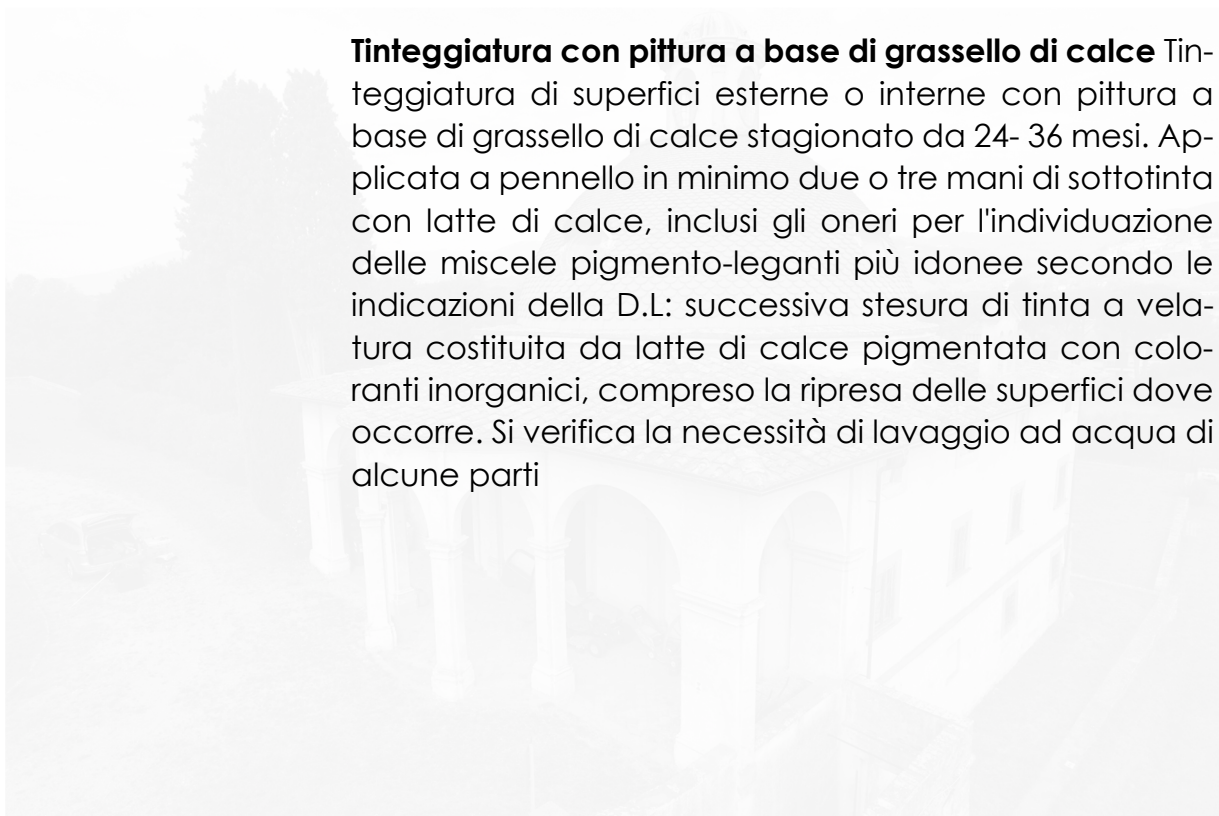 Tinteggiatura con pittura a base di grassello di calce Tin-
teggiatura di superfici esterne o interne con pittura a
base di grassello di calce stagionato da 24- 36 mesi. Ap-
plicata a pennello in minimo due o tre mani di sottotinta
con latte di calce, inclusi gli oneri per l'individuazione
delle miscele pigmento-leganti più idonee secondo le
indicazioni della D.L: successiva stesura di tinta a vela-
tura costituita da latte di calce pigmentata con colo-
ranti inorganici, compreso la ripresa delle superfici dove
occorre. Si verifica la necessità di lavaggio ad acqua di
alcune parti